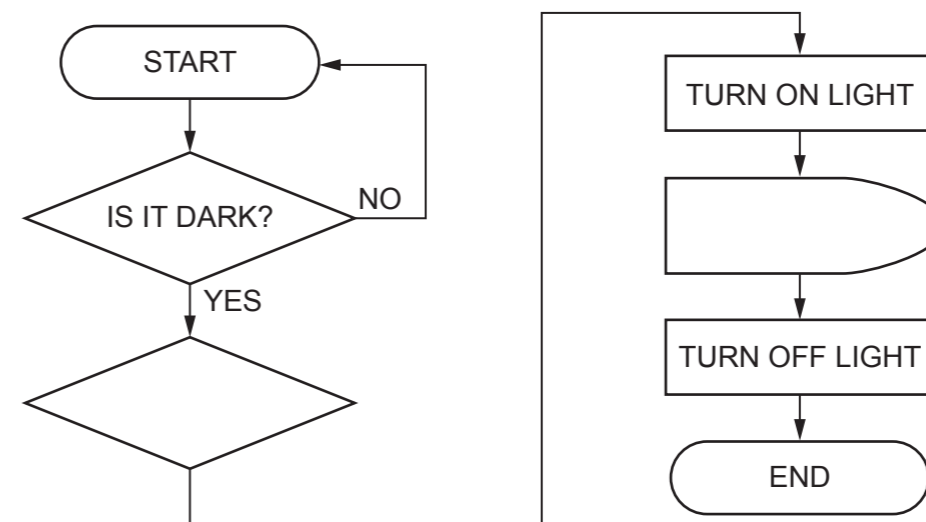 START
IS IT DARK?
NO
YES
TURN ON LIGHT
TURN OFF LIGHT
END